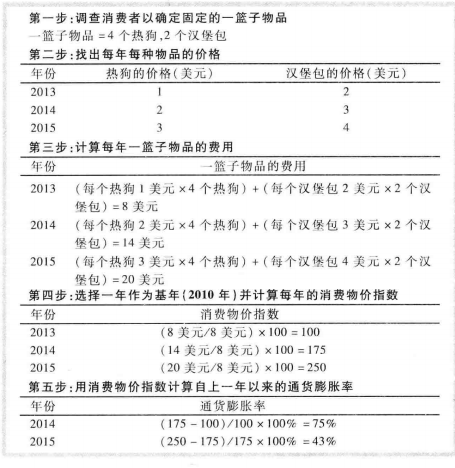 第一步:调查消费者以确定固定的一篮子物品
一篮子物品=4个热狗,2个汉堡包
第二步:找出每年每种物品的价格
年份 热狗的价格(美元) 汉堡包的价格(美元)
2013 1 2
2014 2 3
2015 3 4
第三步:计算每年一篮子物品的费用
年份 一篮子物品的费用
2013 (每个热狗1美元×4个热狗)+(每个汉堡包2美元×2个汉
堡包)=8美元
2014 (每个热狗2美元×4个热狗)+(每个汉堡包3美元×2个汉
堡包)=14美元
2015 (每个热狗3美元×4个热狗)+(每个汉堡包4美元×2个汉
堡包)=20美元
第四步:选择一年作为基年(2010年)并计算每年的消费物价指数
年份 消费物价指数
2013 (8美元/8美元)×100=100
2014 (14美元/8美元)×100=175
2015 (20美元/8美元)×100=250
第五步:用消费物价指数计算自上一年以来的通货膨胀率
年份 通货膨胀率
2014 (175-100)/100×100%=75%
2015 (250-175)/175×100%=43%